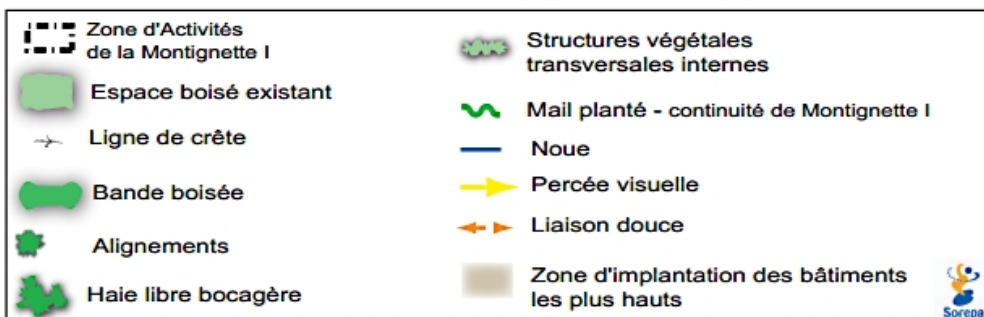 Zone d'Activités
de la Montignette I
Espace boisé existant
Ligne de crête
Bande boisée
Alignements
Haie libre bocagère
Structures végétales
transversales internes
Mail planté - continuité de Montignette I
Noue
Percée visuelle
Liaison douce
Zone d'implantation des bâtiments
les plus hauts
Sorepa